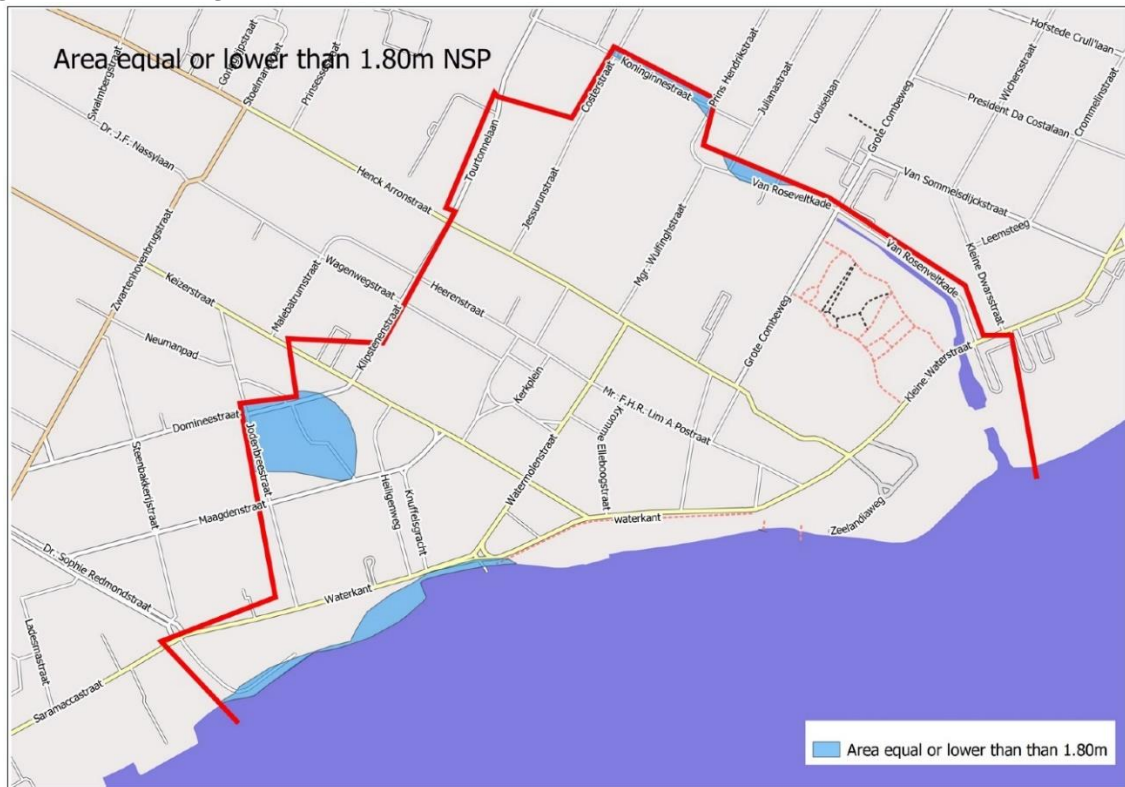 Area equal or lower than 1.80m NSP
Hofstede Crull'laan
Wichersstraat
Crommelinstraat
President Da Costalaan
Grote Combeweg
Louiselaan
Julianastraat
Prins Hendrikstraat
Koninginnestraat
Costerstraat
Prinsessestraat
Stoelmanstraat
Swalmbergstraat
Dr. J.F. Nassylaan
Tourtonnelaan
Henck Arronstraat
Jessurunstraat
Mgr. Wulfinghstraat
Van Roseveltkade
Van Sommelsdijckstraat
Leemsteeg
Kleine Dwarsstraat
Van Rosenveltkade
Zwartenhovenbrugstraat
Keizerstraat
Malebatrumstraat
Wagenwegstraat
Heerenstraat
Klipstenenstraat
Neumanpad
Grote Combeweg
Kleine Waterstraat
Kerkplein
Mr. F.H.R. Lim A Postraat
Domineestraat
Jodenbreestraat
Steenbakkerijstraat
Maagdenstraat
Heiligenweg
Knuffelsgracht
Watermolenstraat
Kromme Elleboogstraat
Waterkant
Zeelandiaweg
Dr. Sophie Redmondstraat
Waterkant
Ladesmastraat
Saramaccastraat
Area equal or lower than than 1.80m